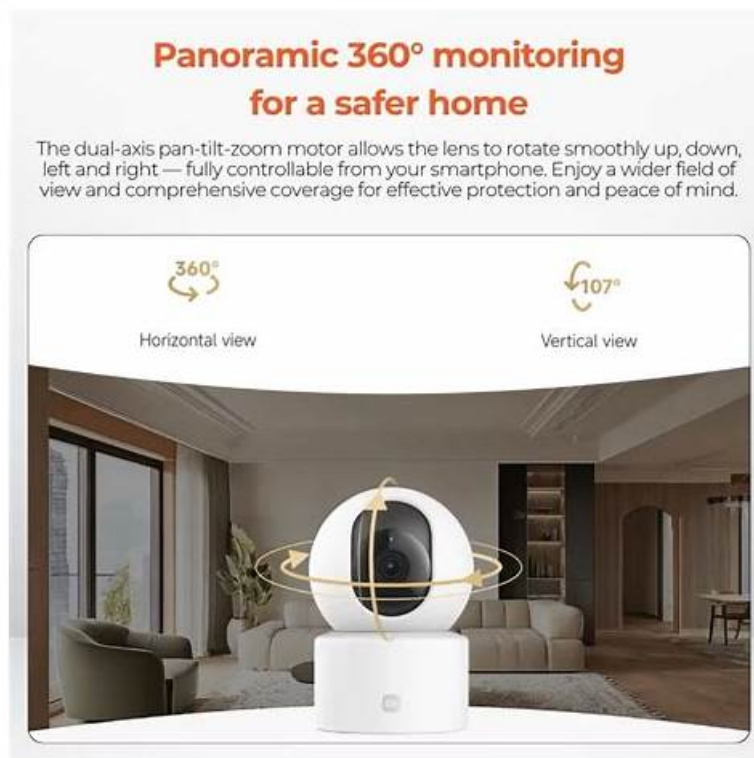 Panoramic 360° monitoring
for a safer home
The dual-axis pan-tilt-zoom motor allows the lens to rotate smoothly up, down,
left and right — fully controllable from your smartphone. Enjoy a wider field of
view and comprehensive coverage for effective protection and peace of mind.
360°
107°
Horizontal view
Vertical view